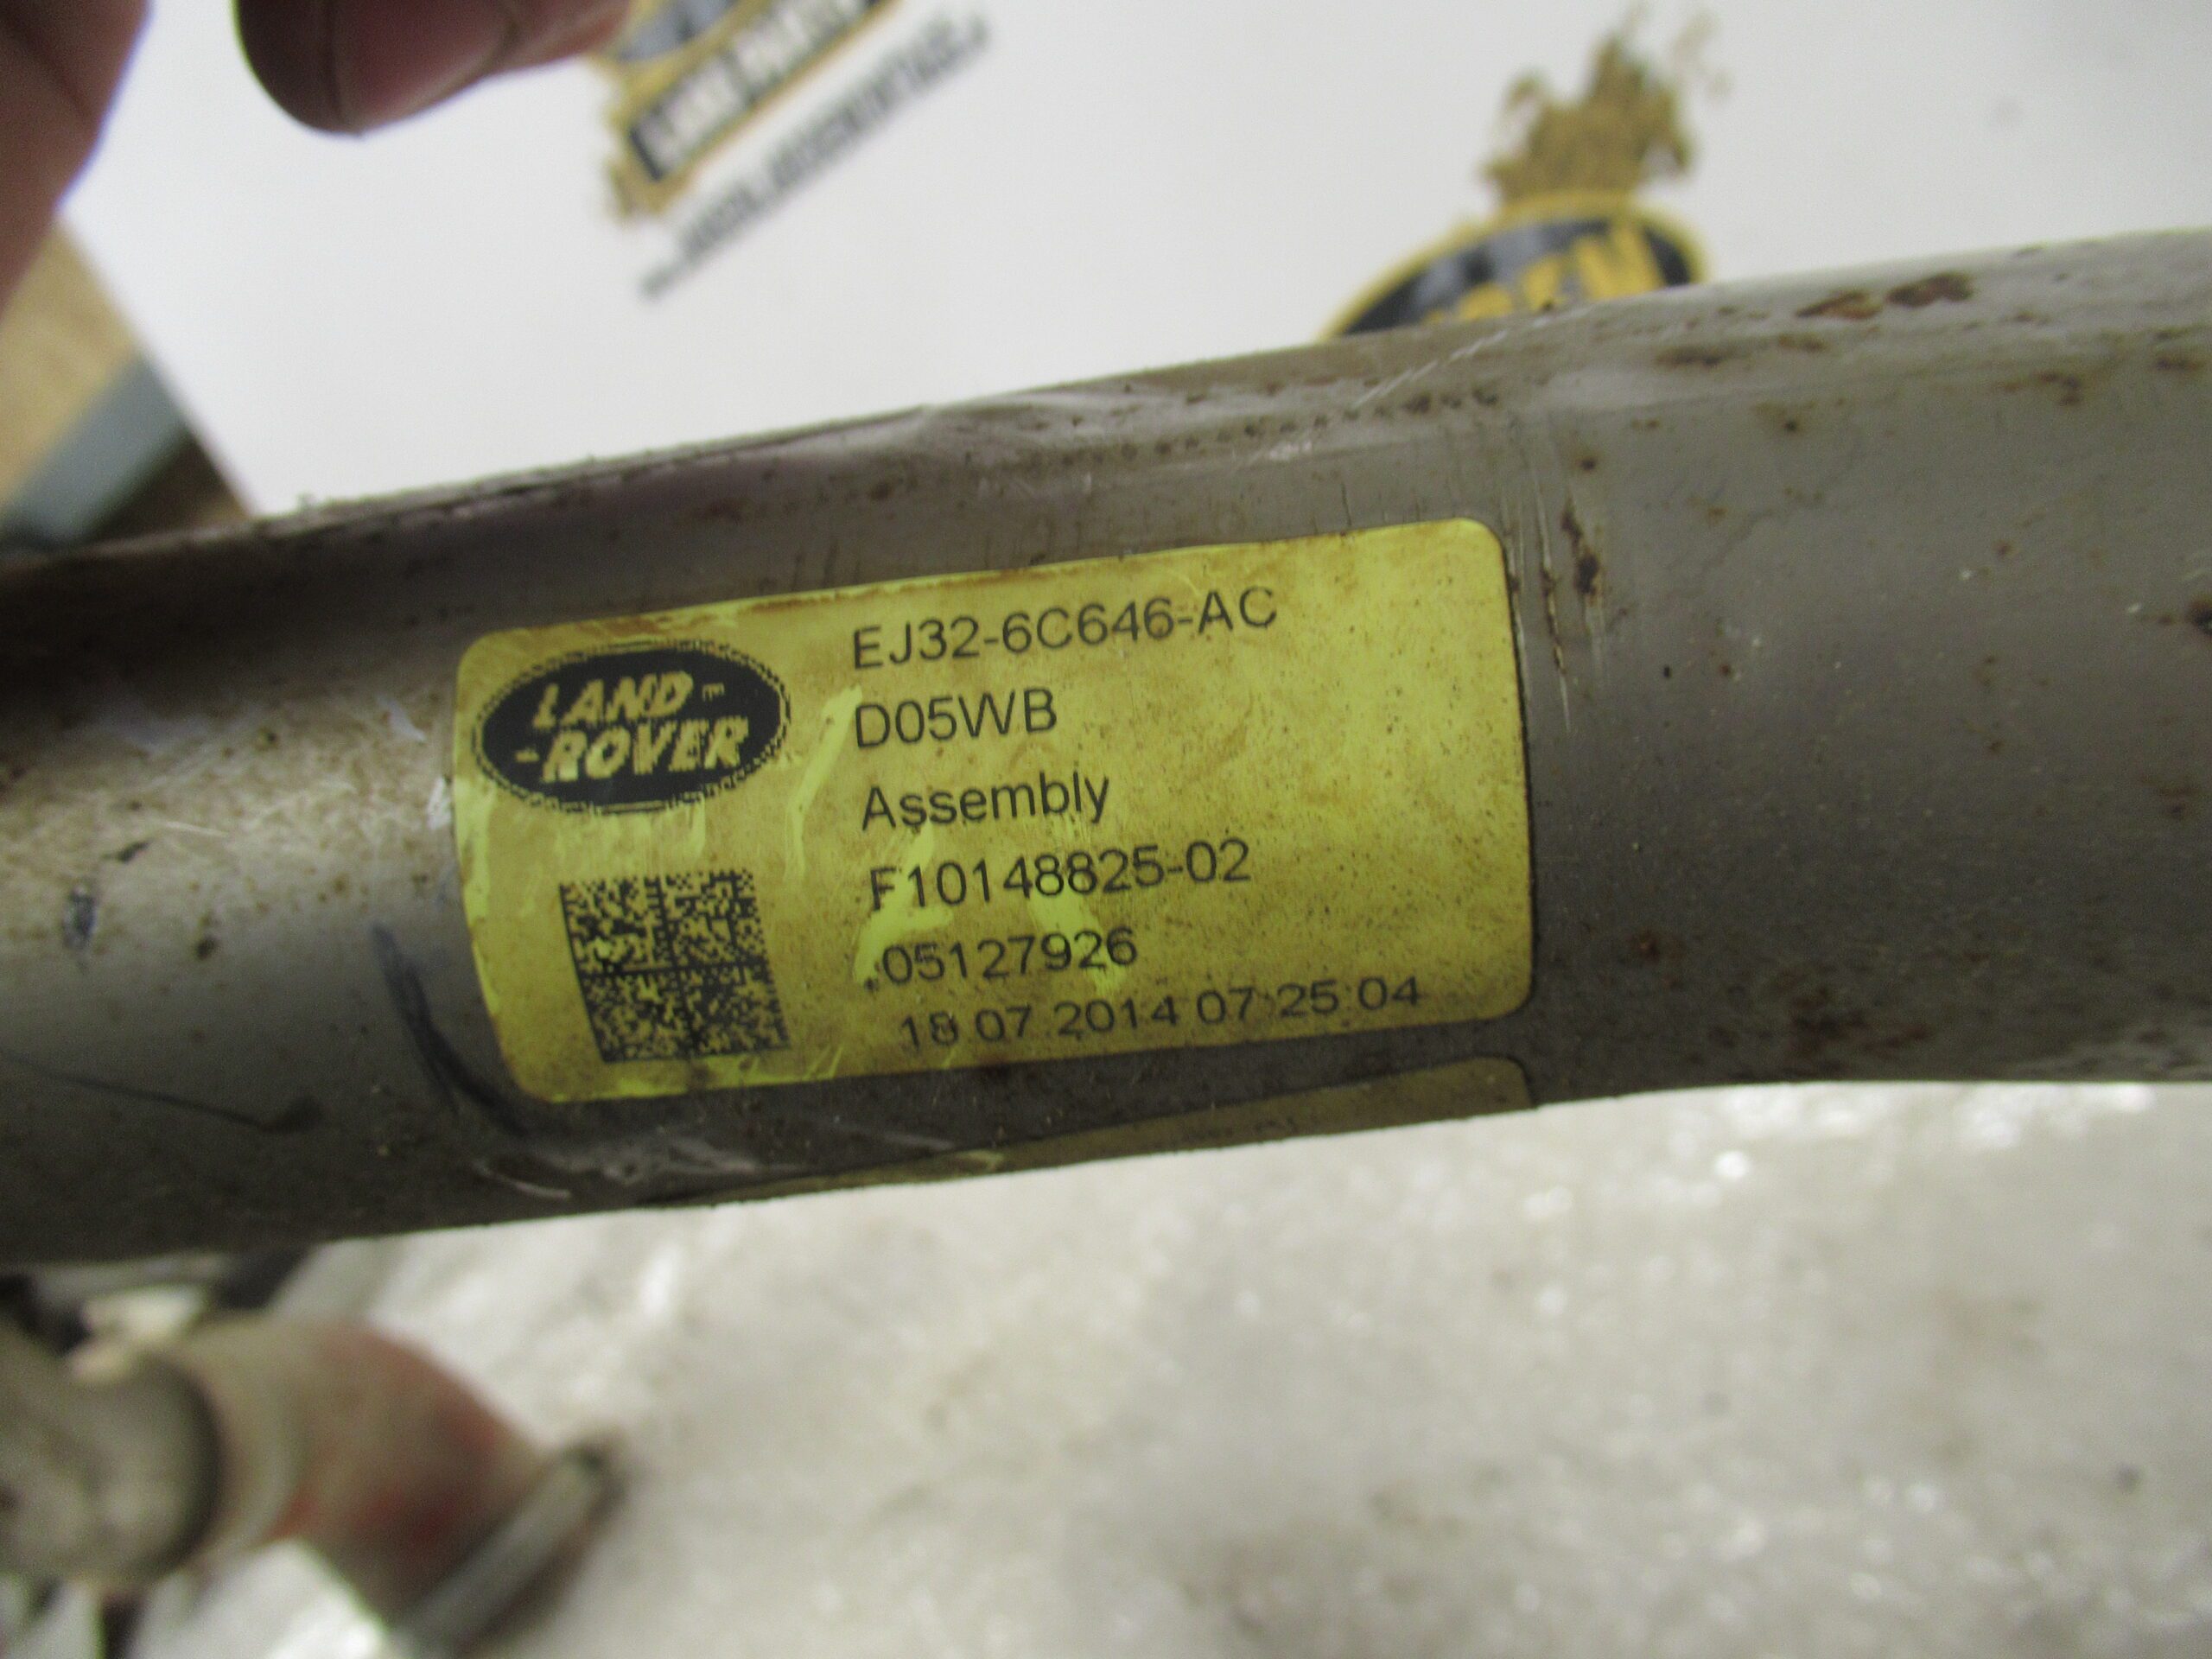 LAND-
-ROVER
EJ32-6C646-AC
D05WB
Assembly
F10148825-02
05127926
18.07.2014 07:25:04